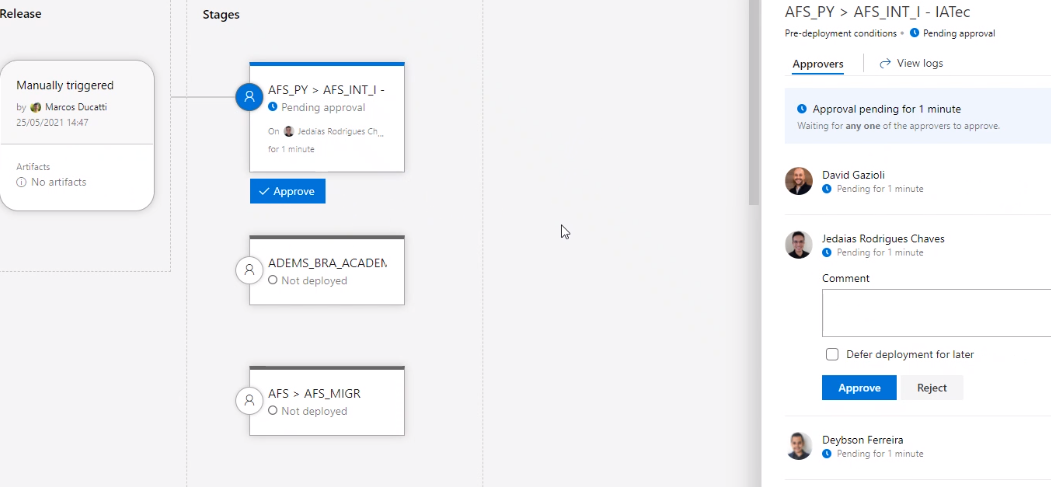 Release
Stages
Manually triggered
by Marcos Ducatti
25/05/2021 14:47
Artifacts
No artifacts
AFS_PY > AFS_INT_I -
Pending approval
On Jedaias Rodrigues Ch...
for 1 minute
Approve
ADEMS_BRA_ACADEM
Not deployed
AFS > AFS_MIGR
Not deployed
AFS_PY > AFS_INT_I - IATec
Pre-deployment conditions • Pending approval
Approvers
View logs
Approval pending for 1 minute
Waiting for any one of the approvers to approve.
David Gazioli
Pending for 1 minute
Jedaias Rodrigues Chaves
Pending for 1 minute
Comment
Defer deployment for later
Approve
Reject
Deybson Ferreira
Pending for 1 minute